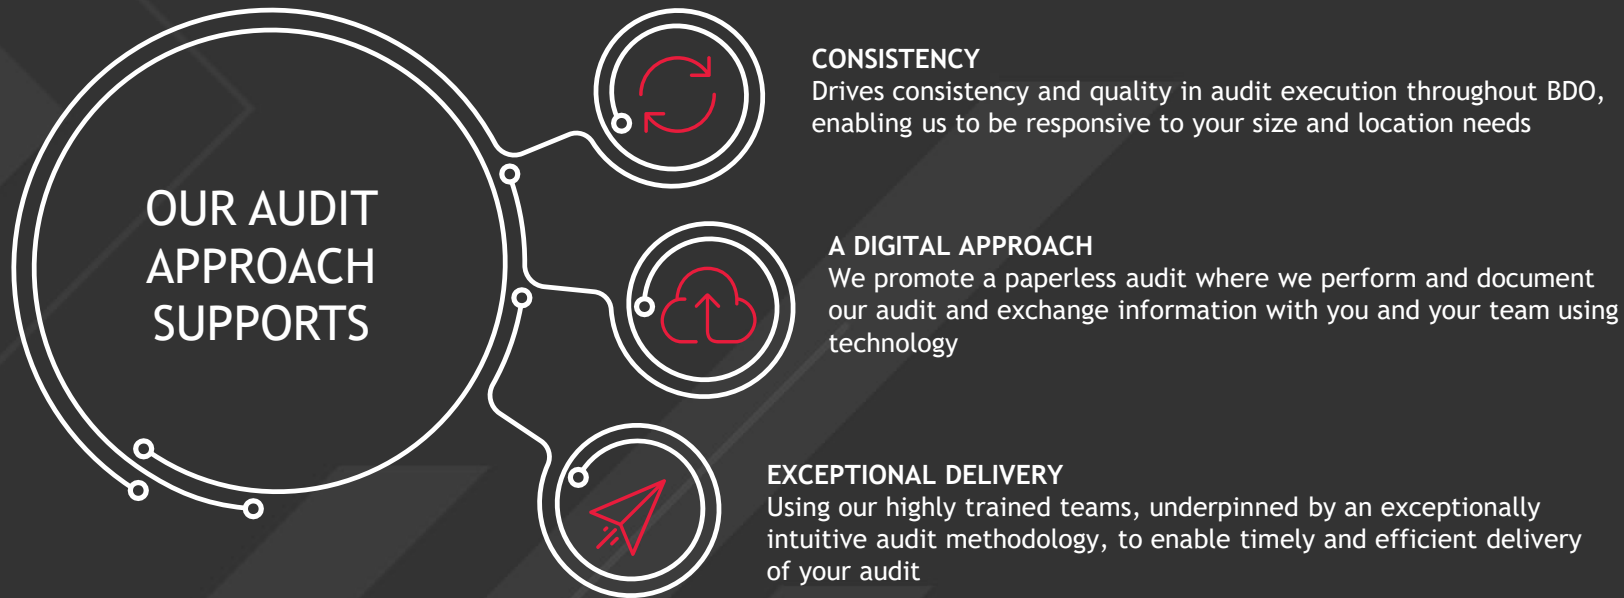 OUR AUDIT
APPROACH
SUPPORTS
CONSISTENCY
Drives consistency and quality in audit execution throughout BDO,
enabling us to be responsive to your size and location needs
A DIGITAL APPROACH
We promote a paperless audit where we perform and document
our audit and exchange information with you and your team using
technology
EXCEPTIONAL DELIVERY
Using our highly trained teams, underpinned by an exceptionally
intuitive audit methodology, to enable timely and efficient delivery
of your audit